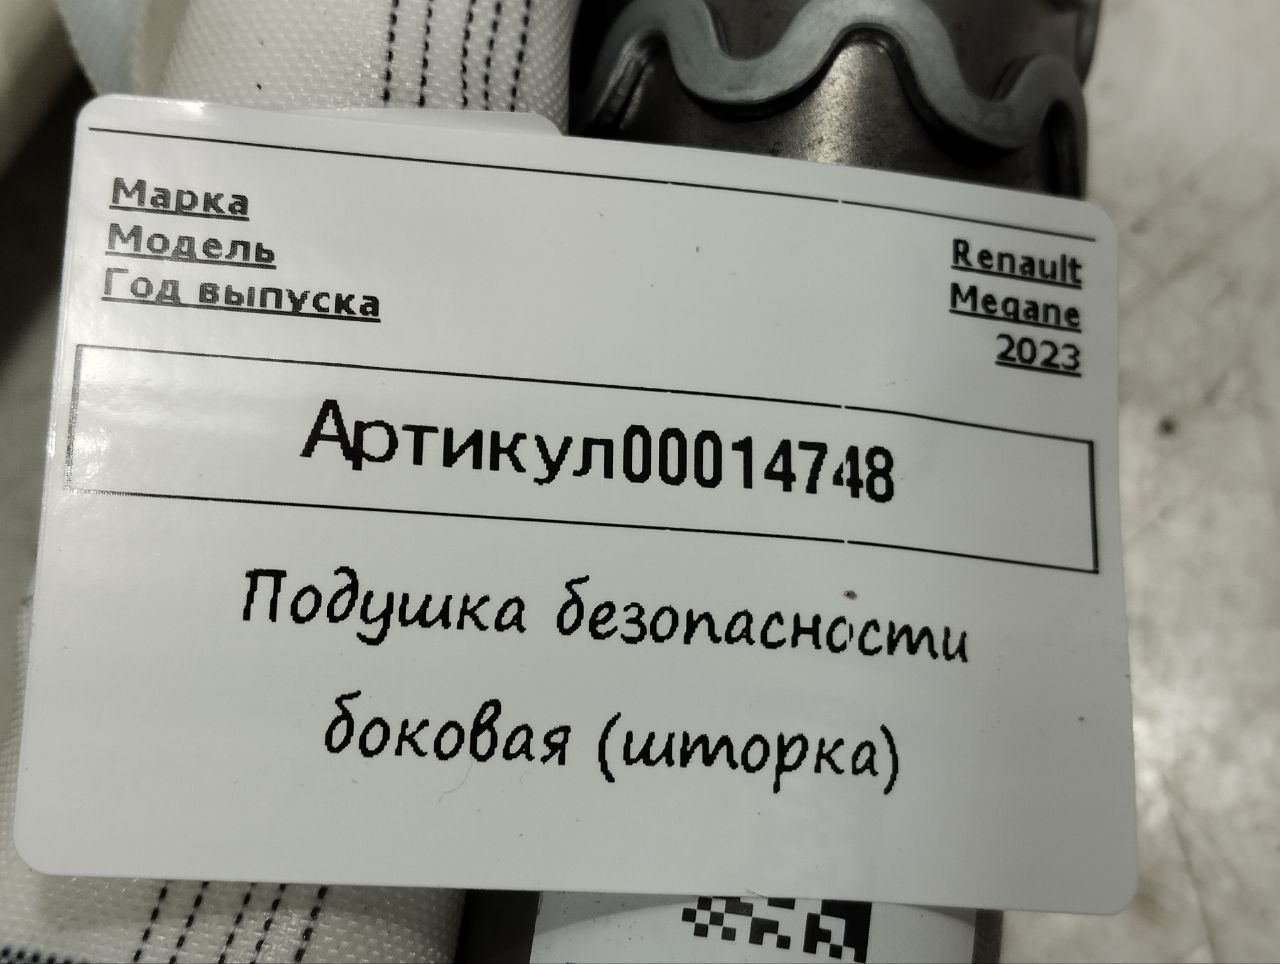 Марка
Модель
Год выпуска
Renault
Megane
2023
Артикул00014748
Подушка безопасности
боковая (шторка)